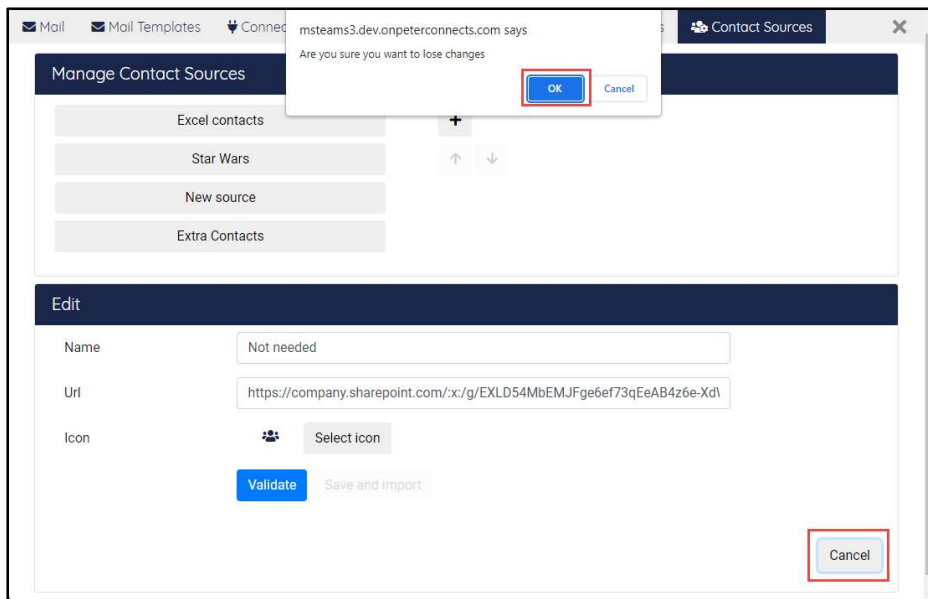 Mail
Mail Templates
Connec
msteams3.dev.onpeterconnects.com says
Are you sure you want to lose changes
OK
Cancel
s
Contact Sources
Manage Contact Sources
Excel contacts
Star Wars
New source
Extra Contacts
Edit
Name
Not needed
Url
https://company.sharepoint.com/:x:/g/EXLD54MbEMJFge6ef73qEeAB4z6e-Xd\
Icon
Select icon
Validate
Save and import
Cancel